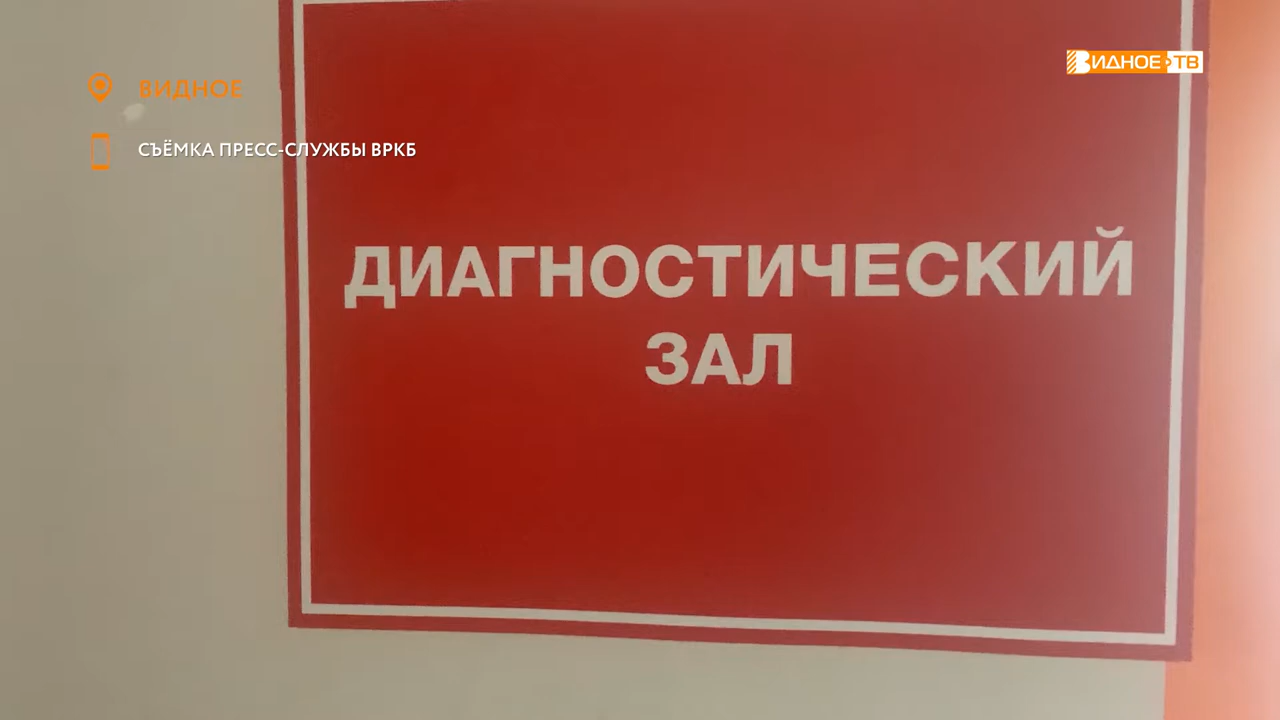 ВИДНОЕ
ВИДНОЕ ТВ
СЪЁМКА ПРЕСС-СЛУЖБЫ ВРКБ
ДИАГНОСТИЧЕСКИЙ
ЗАЛ